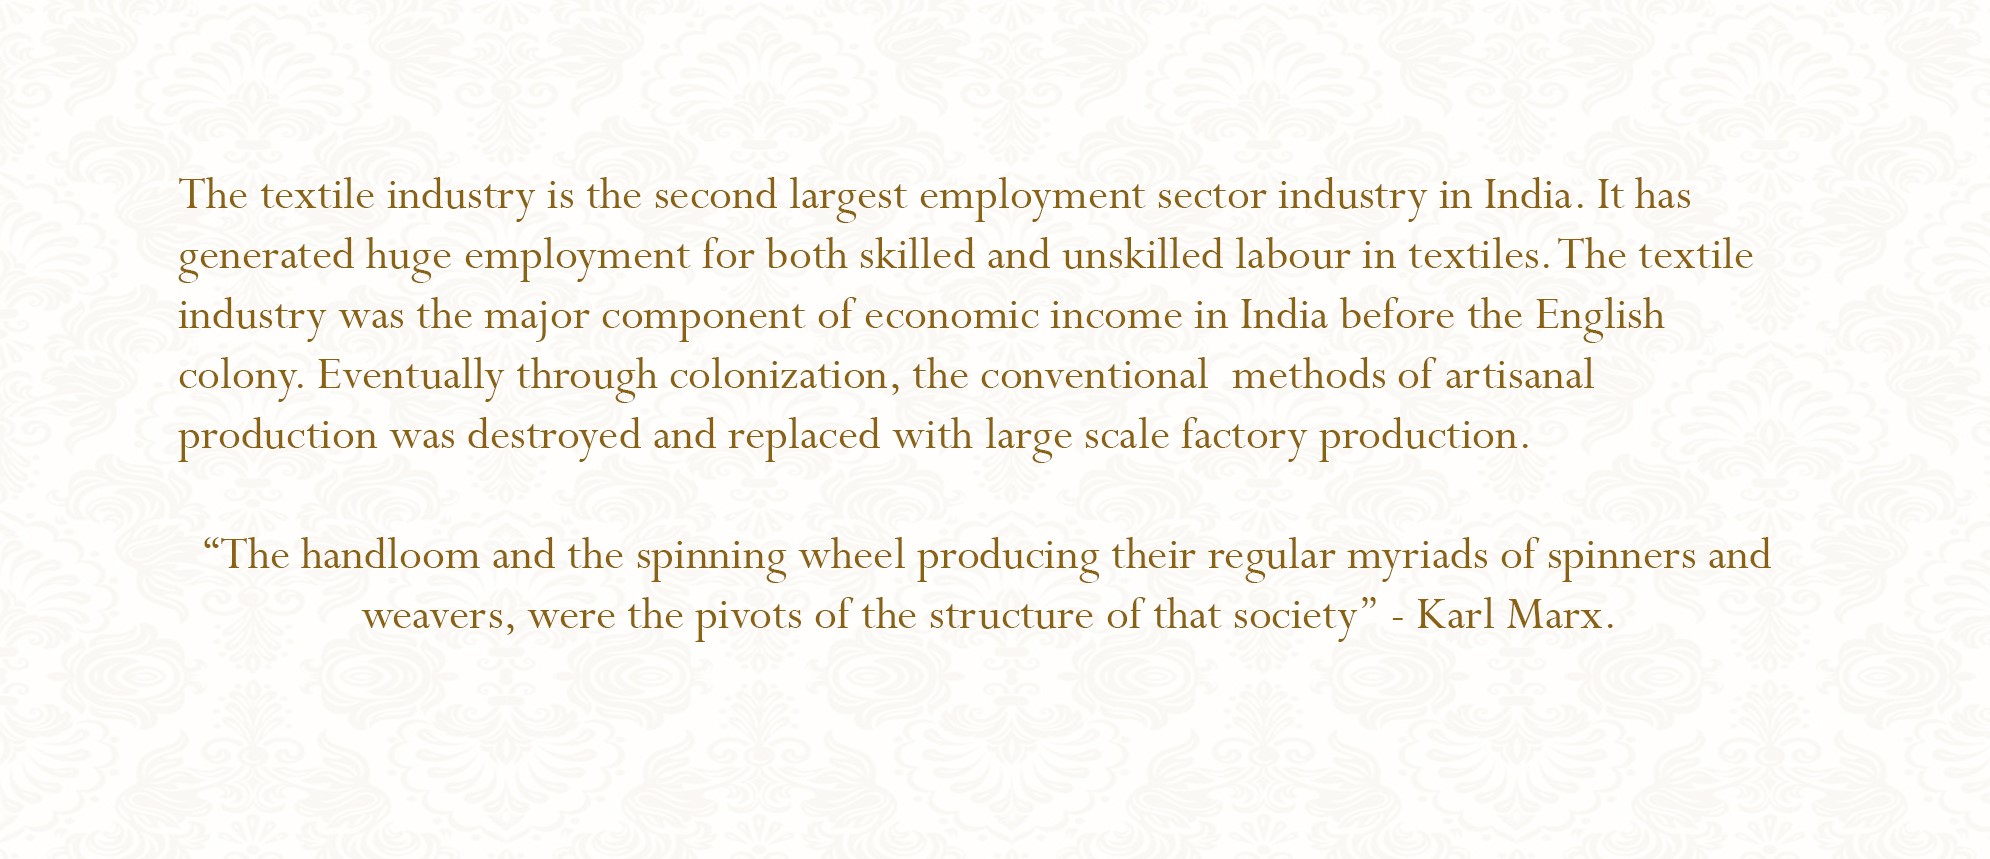 The textile industry is the second largest employment sector industry in India. It has
generated huge employment for both skilled and unskilled labour in textiles. The textile
industry was the major component of economic income in India before the English
colony. Eventually through colonization, the conventional  methods of artisanal
production was destroyed and replaced with large scale factory production.
“The handloom and the spinning wheel producing their regular myriads of spinners and
weavers, were the pivots of the structure of that society” - Karl Marx.